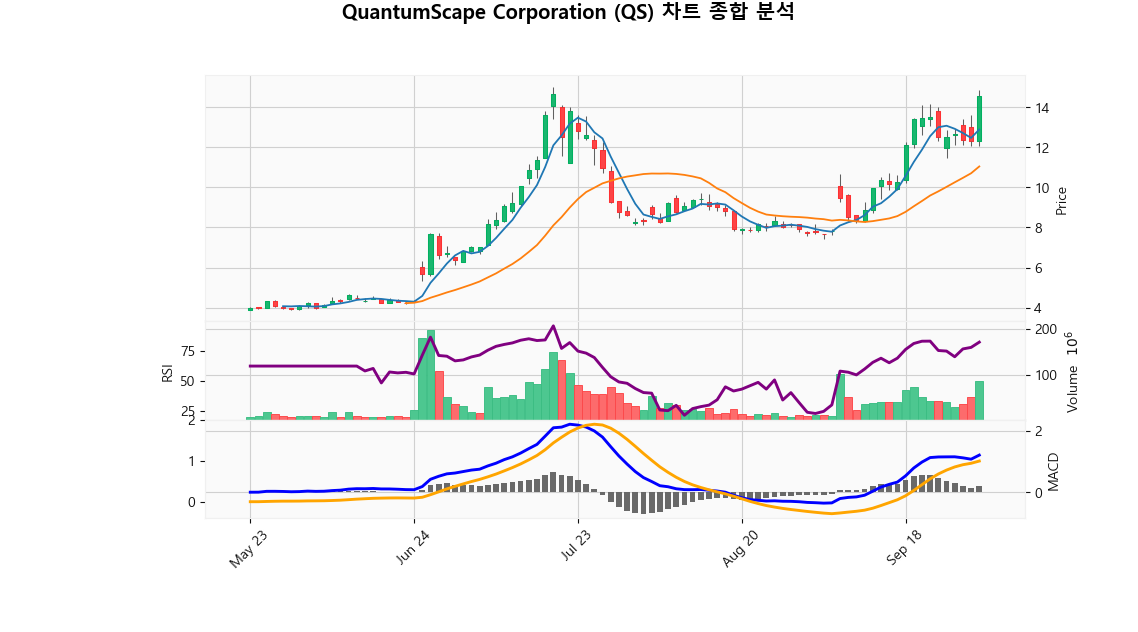 QuantumScape Corporation (QS) 차트 종합 분석
14
12
10
8
6
4
Price
75
50
25
RSI
200
100
Volume 10⁶
2
1
0
2
0
MACD
May 23
Jun 24
Jul 23
Aug 20
Sep 18